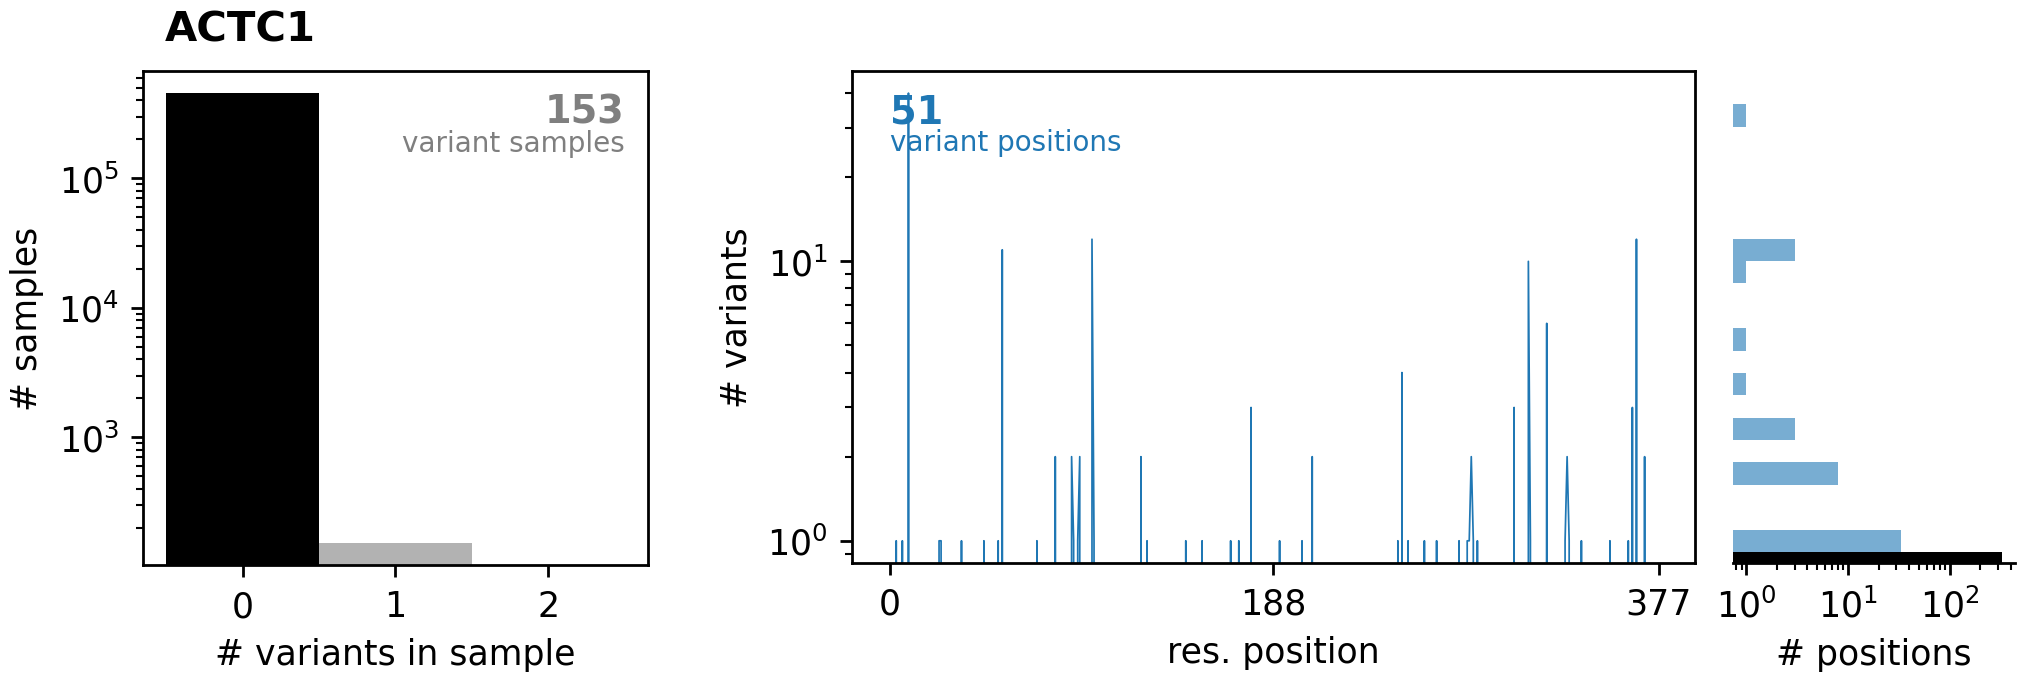 ACTC1
153
variant samples
10^5
10^4
10^3
# samples
0 1 2
# variants in sample
51
variant positions
10^1
10^0
# variants
0 188 377
res. position
10^0 10^1 10^2
# positions